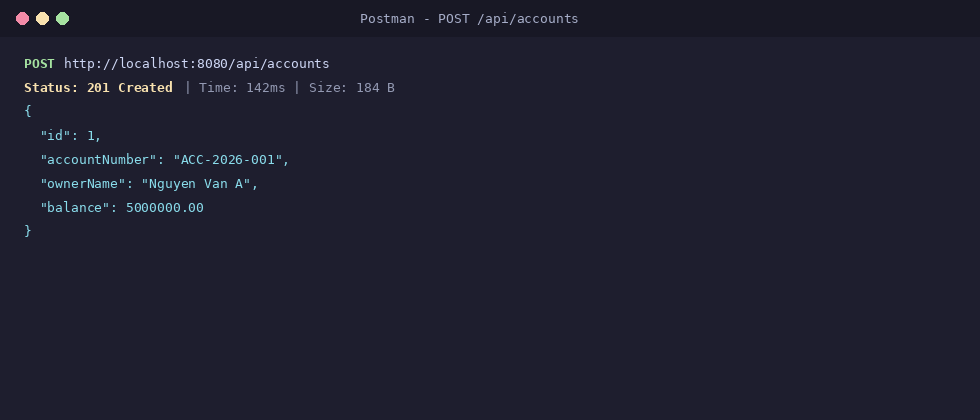 Postman - POST /api/accounts
POST http://localhost:8080/api/accounts
Status: 201 Created | Time: 142ms | Size: 184 B
{
  "id": 1,
  "accountNumber": "ACC-2026-001",
  "ownerName": "Nguyen Van A",
  "balance": 5000000.00
}